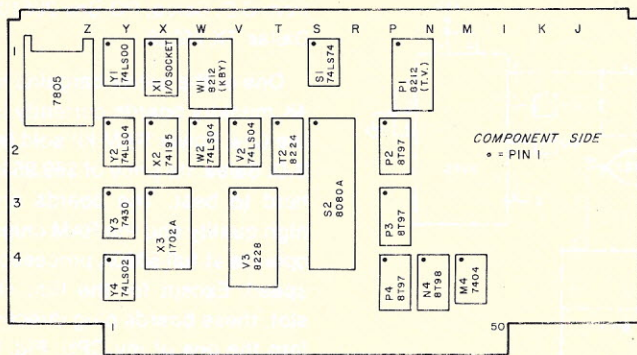 Z Y X W V T S R P N M I K J
1
7805
Y1
74LS00
X1
I/O SOCKET
W1
8212
(KBY)
S1
74LS74
P1
8212
(T.V.)
2
Y2
74LS04
X2
74195
W2
74LS04
V2
74LS04
T2
8224
S2
8080A
P2
8T97
COMPONENT SIDE
= PIN 1
3
Y3
7430
X3
1702A
V3
8228
P3
8T97
4
Y4
74LS02
P4
8T97
N4
8T98
M4
7404
1
50